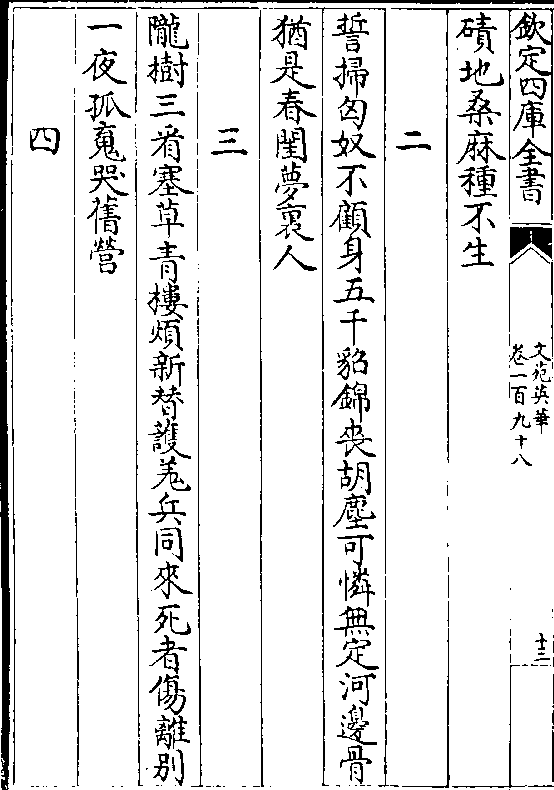 欽定四庫全書
文苑英華
卷一百九十八
十三
磧地桑麻種不生
二
誓掃匈奴不顧身五千貂錦喪胡塵可憐無定河邊骨
猶是春閨夢裏人
三
隴樹三看塞草青樓煩新替護羌兵同來死者傷離別
一夜孤䰟哭舊營
四